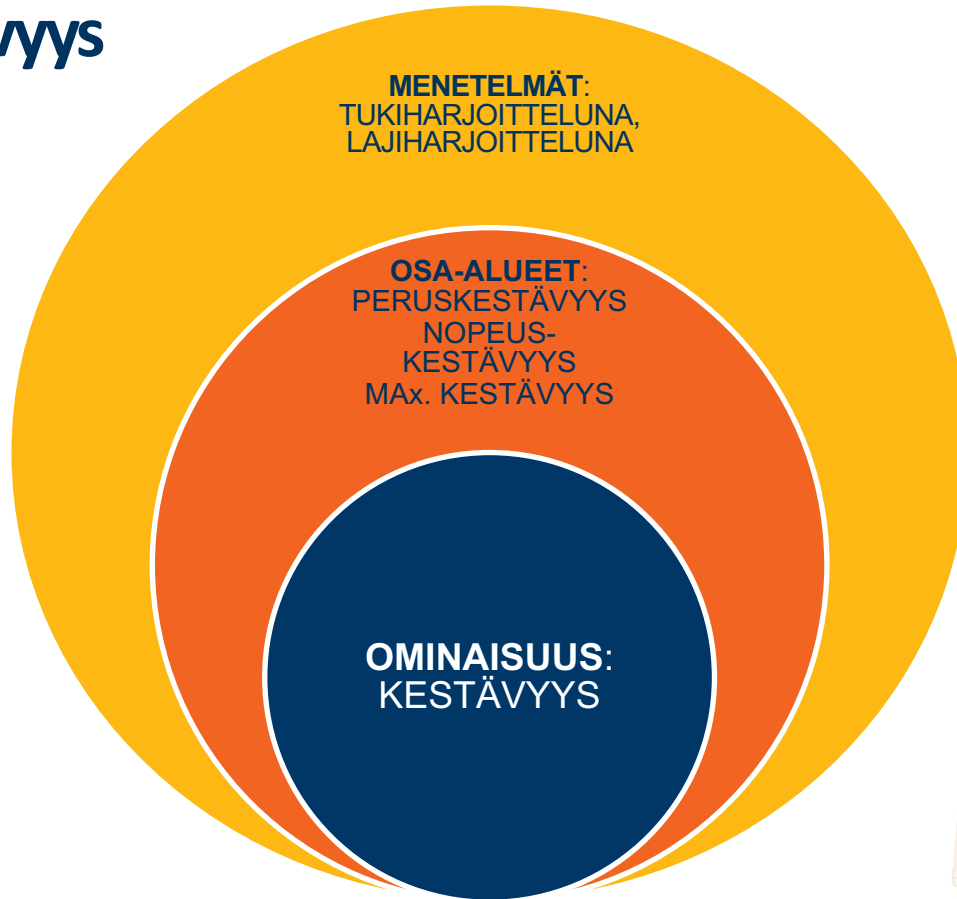 vyys
MENETELMÄT:
TUKIHARJOITTELUNA,
LAJIHARJOITTELUNA
OSA-ALUEET:
PERUSKESTÄVYYS
NOPEUS-
KESTÄVYYS
MAx. KESTÄVYYS
OMINAISUUS:
KESTÄVYYS